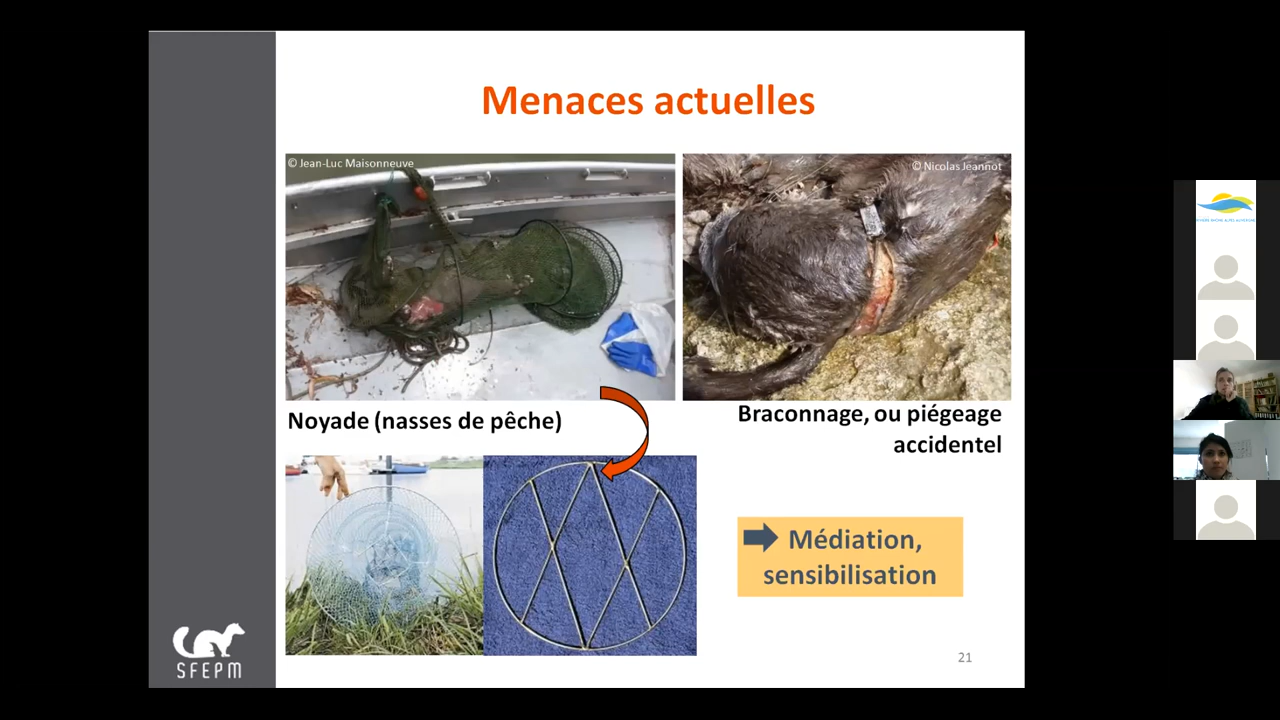 Menaces actuelles
© Jean-Luc Maisonneuve
© Nicolas Jeannot
Noyade (nasses de pêche)
Braconnage, ou piégeage
accidentel
Médiation,
sensibilisation
SFEPM
21